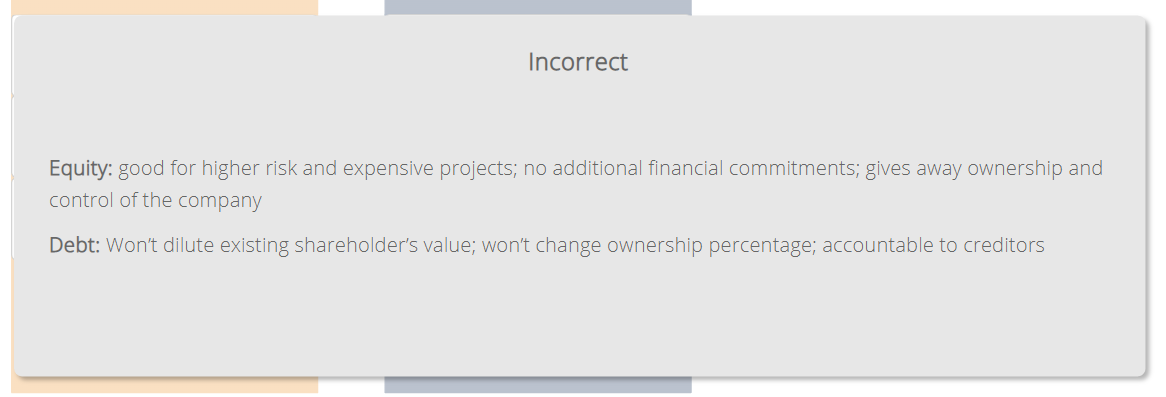 Incorrect
Equity: good for higher risk and expensive projects; no additional financial commitments; gives away ownership and
control of the company
Debt: Won’t dilute existing shareholder’s value; won’t change ownership percentage; accountable to creditors